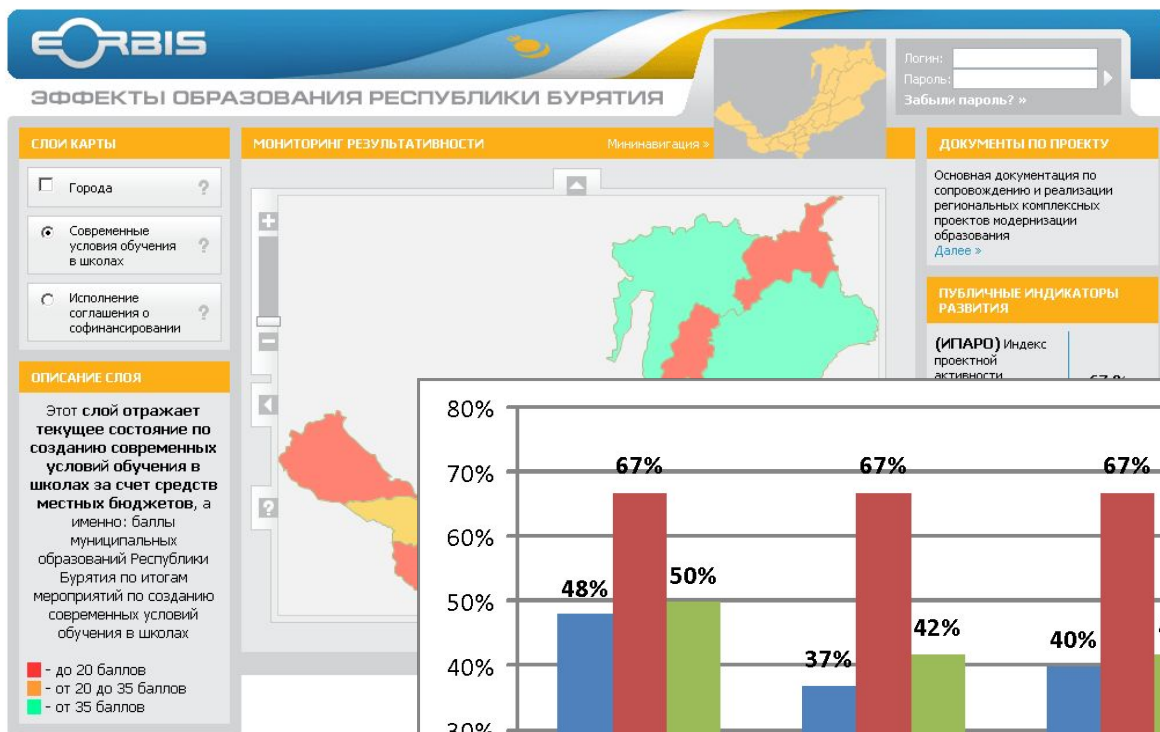 EORBIS
ЭФФЕКТЫ ОБРАЗОВАНИЯ РЕСПУБЛИКИ БУРЯТИЯ
Логин:
Пароль:
Забыли пароль? »
СЛОИ КАРТЫ
Города
?
Современные
условия обучения
в школах
?
Исполнение
соглашения о
софинансировании
?
ОПИСАНИЕ СЛОЯ
Этот слой отражает
текущее состояние по
созданию современных
условий обучения в
школах за счет средств
местных бюджетов, а
именно: баллы
муниципальных
образований Республики
Бурятия по итогам
мероприятий по созданию
современных условий
обучения в школах
- до 20 баллов
- от 20 до 35 баллов
- от 35 баллов
МОНИТОРИНГ РЕЗУЛЬТАТИВНОСТИ
Мининавигация »
?
ДОКУМЕНТЫ ПО ПРОЕКТУ
Основная документация по
сопровождению и реализации
региональных комплексных
проектов модернизации
образования
Далее »
ПУБЛИЧНЫЕ ИНДИКАТОРЫ
РАЗВИТИЯ
(ИПАРО) Индекс
проектной
активности
80%
70%
60%
50%
40%
30%
48%
67%
50%
37%
67%
42%
40%
67%